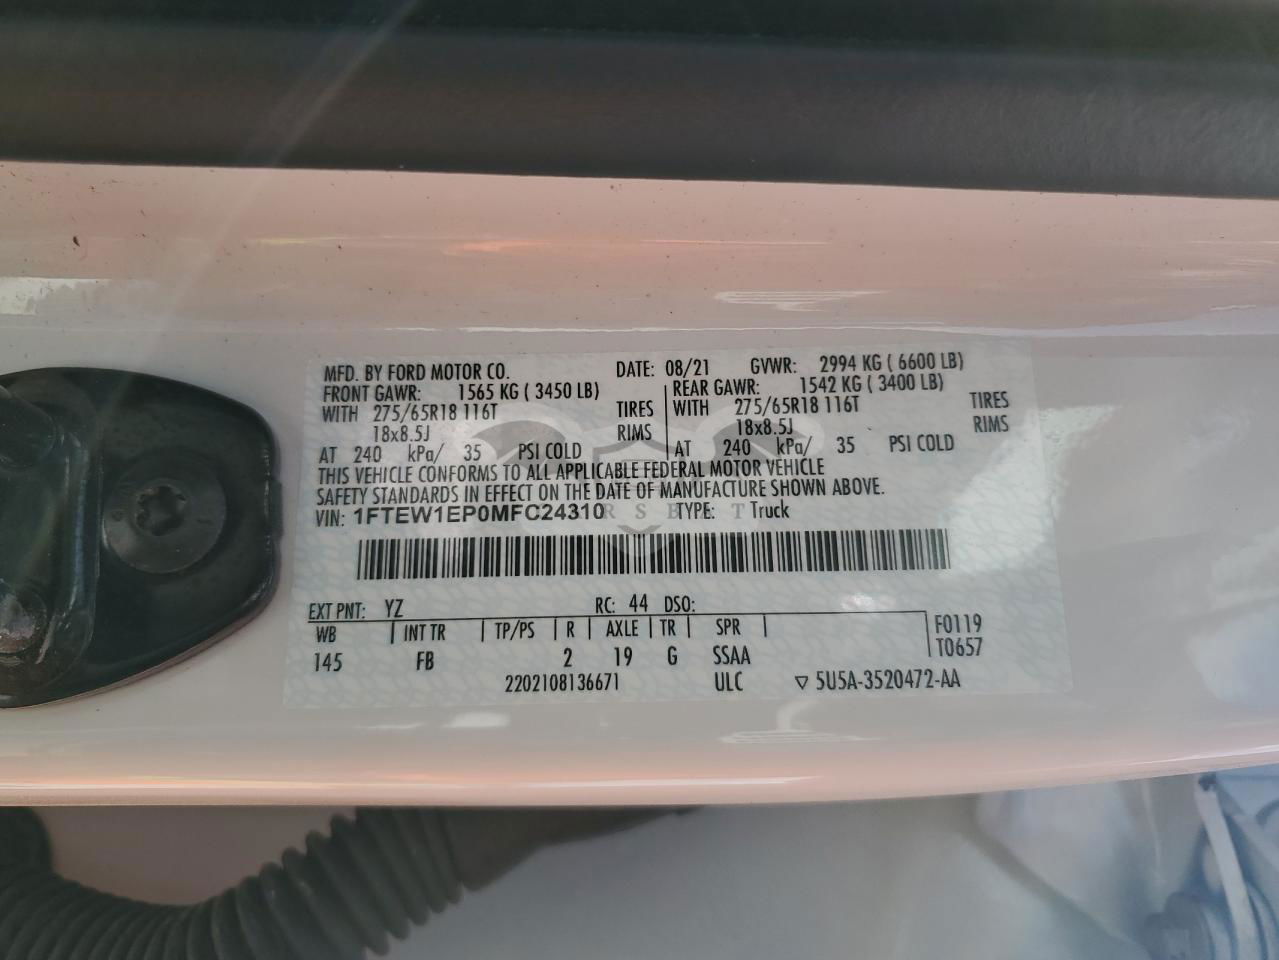 MFD. BY FORD MOTOR CO. DATE: 08/21 GVWR: 2994 KG ( 6600 LB)
FRONT GAWR: 1565 KG ( 3450 LB) REAR GAWR: 1542 KG ( 3400 LB)
WITH 275/65R18 116T TIRES WITH 275/65R18 116T TIRES
18x8.5J RIMS 18x8.5J RIMS
AT 240 kPa/ 35 PSI COLD AT 240 kPa/ 35 PSI COLD
THIS VEHICLE CONFORMS TO ALL APPLICABLE FEDERAL MOTOR VEHICLE
SAFETY STANDARDS IN EFFECT ON THE DATE OF MANUFACTURE SHOWN ABOVE.
VIN: 1FTEW1EP0MFC24310 TYPE: Truck
EXT PNT: YZ RC: 44 DSO:
WB INT TR TP/PS R AXLE TR SPR F0119
145 FB 2 19 G SSAA T0657
2202108136671 ULC ▽ 5U5A-3520472-AA